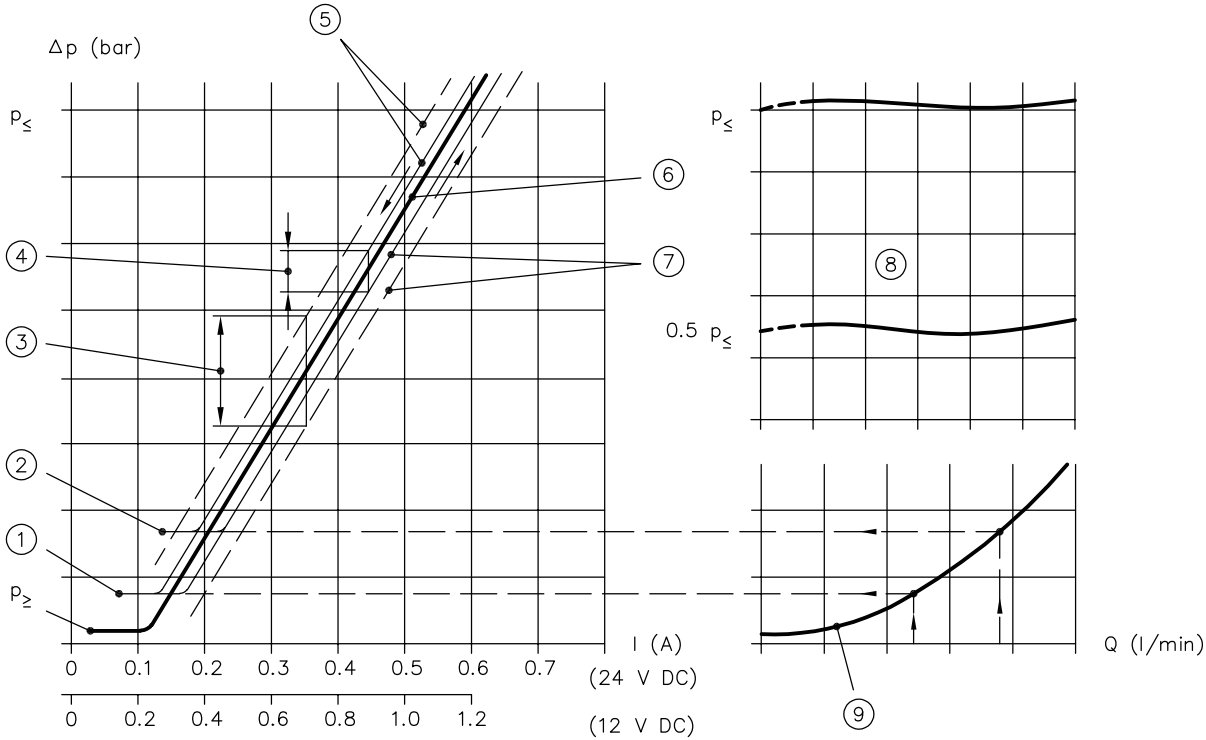 5
Δp (bar)
p≤
p≤
6
4
7
8
3
0.5 p≤
2
1
p≥
I (A)
Q (l/min)
0 0.1 0.2 0.3 0.4 0.5 0.6 0.7
(24 V DC)
0 0.2 0.4 0.6 0.8 1.0 1.2
(12 V DC)
9